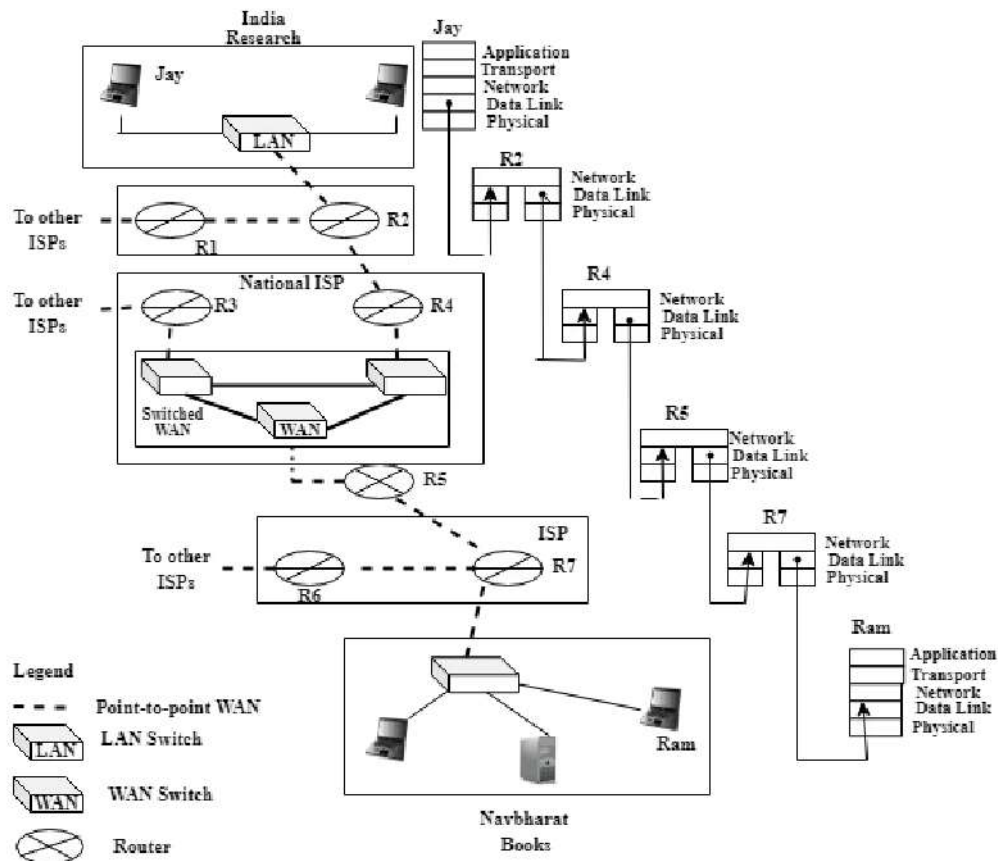 India
Research
Jay
LAN
Jay
Application
Transport
Network
Data Link
Physical
R2
Network
Data Link
Physical
To other
ISPs
R1
R2
National ISP
To other
ISPs
R3
R4
Switched
WAN
WAN
R4
Network
Data Link
Physical
R5
R5
Network
Data Link
Physical
ISP
To other
ISPs
R6
R7
R7
Network
Data Link
Physical
Ram
Application
Transport
Network
Data Link
Physical
Ram
Navbharat
Books
Legend
Point-to-point WAN
LAN
LAN Switch
WAN
WAN Switch
Router